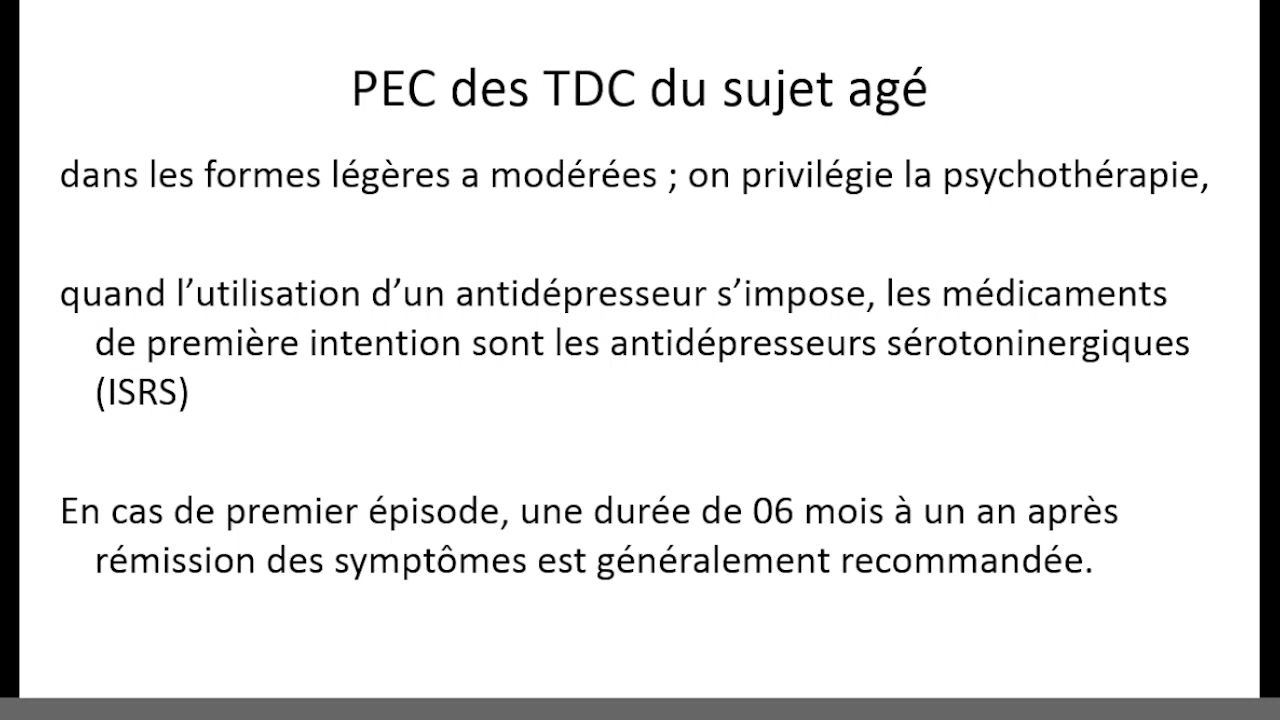 PEC des TDC du sujet agé
dans les formes légères a modérées ; on privilégie la psychothérapie,
quand l’utilisation d’un antidépresseur s’impose, les médicaments
de première intention sont les antidépresseurs sérotoninergiques
(ISRS)
En cas de premier épisode, une durée de 06 mois à un an après
rémission des symptômes est généralement recommandée.